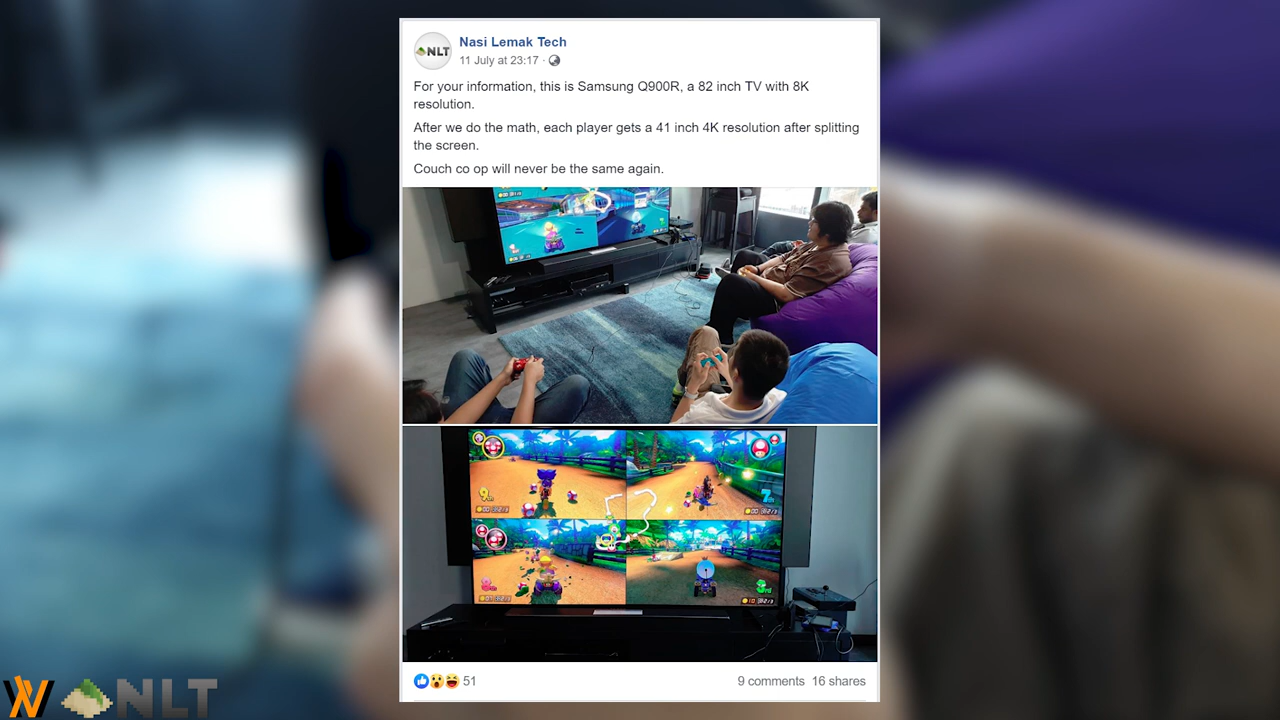 NLT
Nasi Lemak Tech
11 July at 23:17 ·
For your information, this is Samsung Q900R, a 82 inch TV with 8K
resolution.
After we do the math, each player gets a 41 inch 4K resolution after splitting
the screen.
Couch co op will never be the same again.
51
9 comments 16 shares
NLT